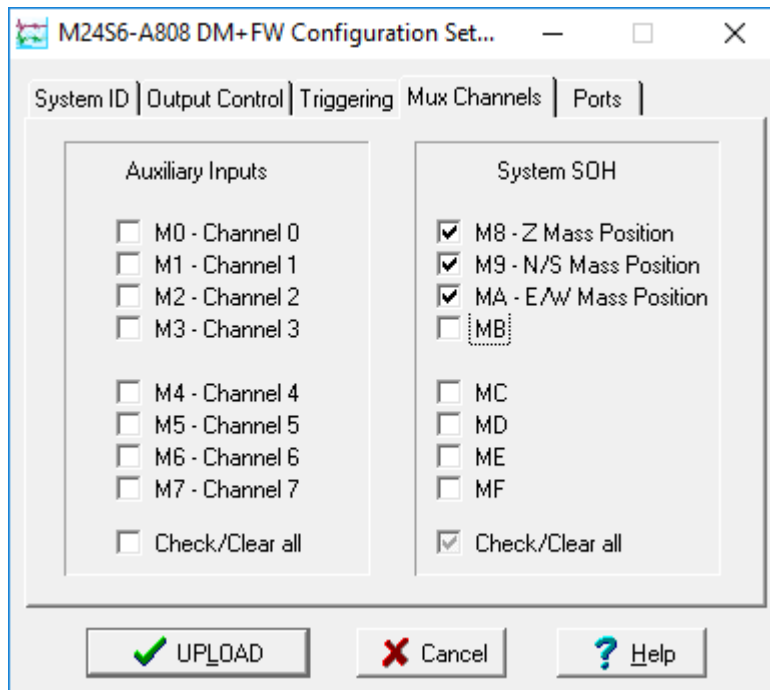 M24S6-A808 DM+FW Configuration Set...
System ID Output Control Triggering Mux Channels Ports
Auxiliary Inputs
M0 - Channel 0
M1 - Channel 1
M2 - Channel 2
M3 - Channel 3
M4 - Channel 4
M5 - Channel 5
M6 - Channel 6
M7 - Channel 7
Check/Clear all
System SOH
M8 - Z Mass Position
M9 - N/S Mass Position
MA - E/W Mass Position
MB
MC
MD
ME
MF
Check/Clear all
UPLOAD Cancel Help